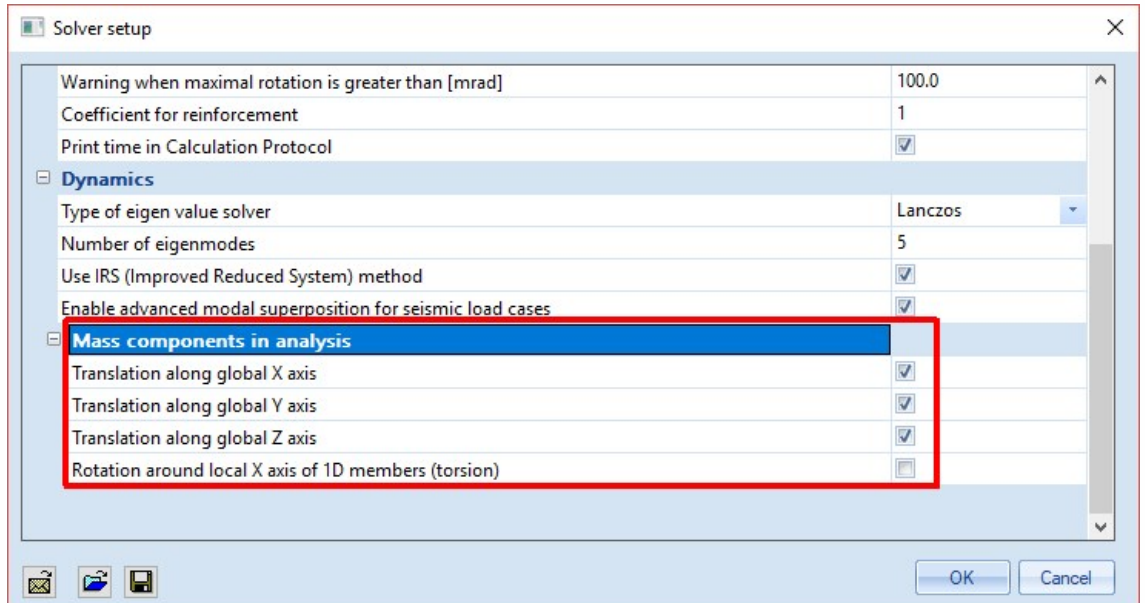 Solver setup
Warning when maximal rotation is greater than [mrad] 100.0
Coefficient for reinforcement 1
Print time in Calculation Protocol
Dynamics
Type of eigen value solver Lanczos
Number of eigenmodes 5
Use IRS (Improved Reduced System) method
Enable advanced modal superposition for seismic load cases
Mass components in analysis
Translation along global X axis
Translation along global Y axis
Translation along global Z axis
Rotation around local X axis of 1D members (torsion)
OK Cancel